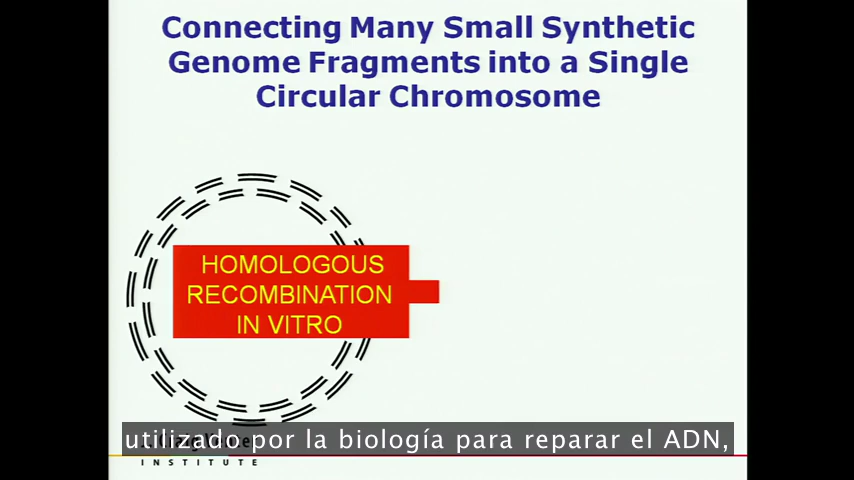 Connecting Many Small Synthetic
Genome Fragments into a Single
Circular Chromosome
HOMOLOGOUS
RECOMBINATION
IN VITRO
utilizado por la biología para reparar el ADN,
INSTITUTE